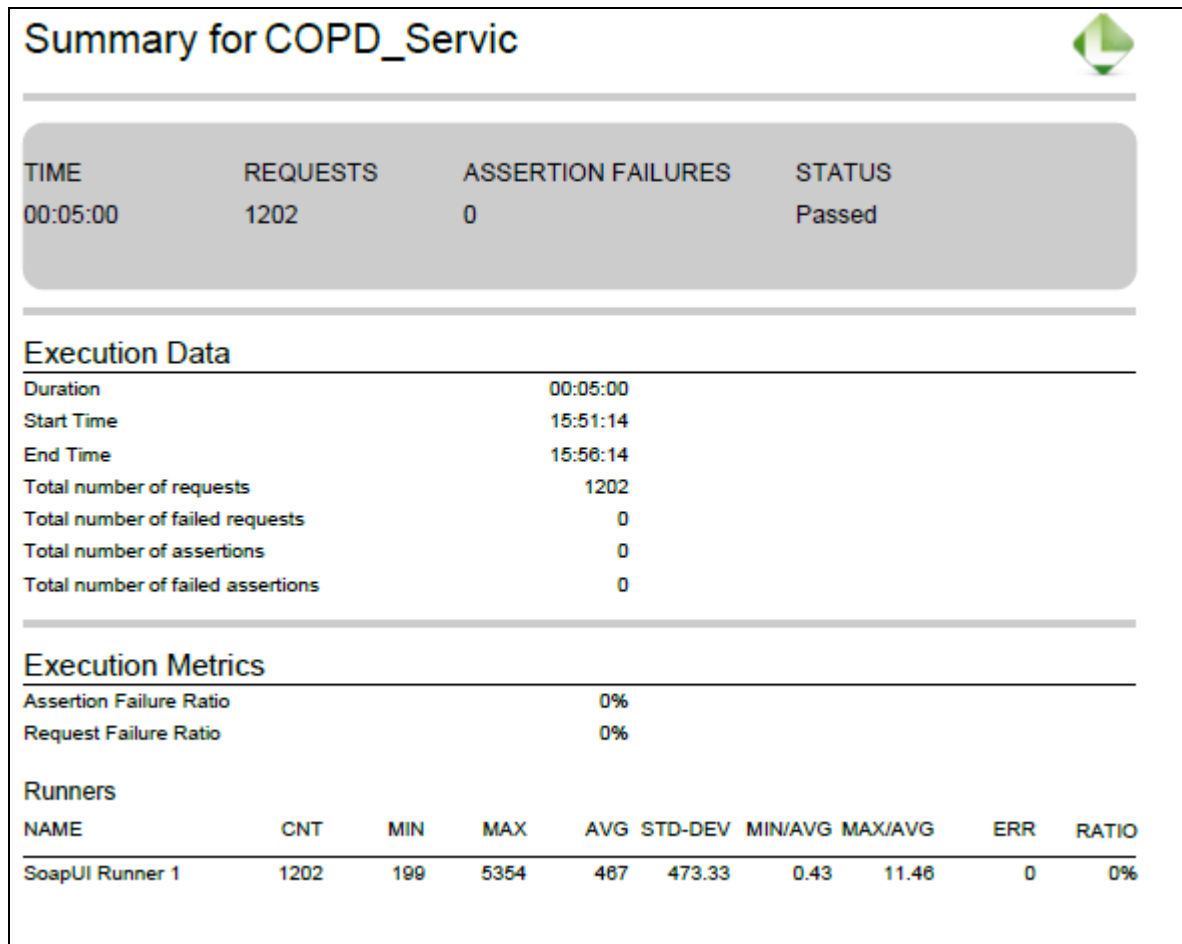 Summary for COPD_Servic
TIME REQUESTS ASSERTION FAILURES STATUS
00:05:00 1202 0 Passed
Execution Data
Duration 00:05:00
Start Time 15:51:14
End Time 15:56:14
Total number of requests 1202
Total number of failed requests 0
Total number of assertions 0
Total number of failed assertions 0
Execution Metrics
Assertion Failure Ratio 0%
Request Failure Ratio 0%
Runners
NAME CNT MIN MAX AVG STD-DEV MIN/AVG MAX/AVG ERR RATIO
SoapUI Runner 1 1202 199 5354 467 473.33 0.43 11.46 0 0%